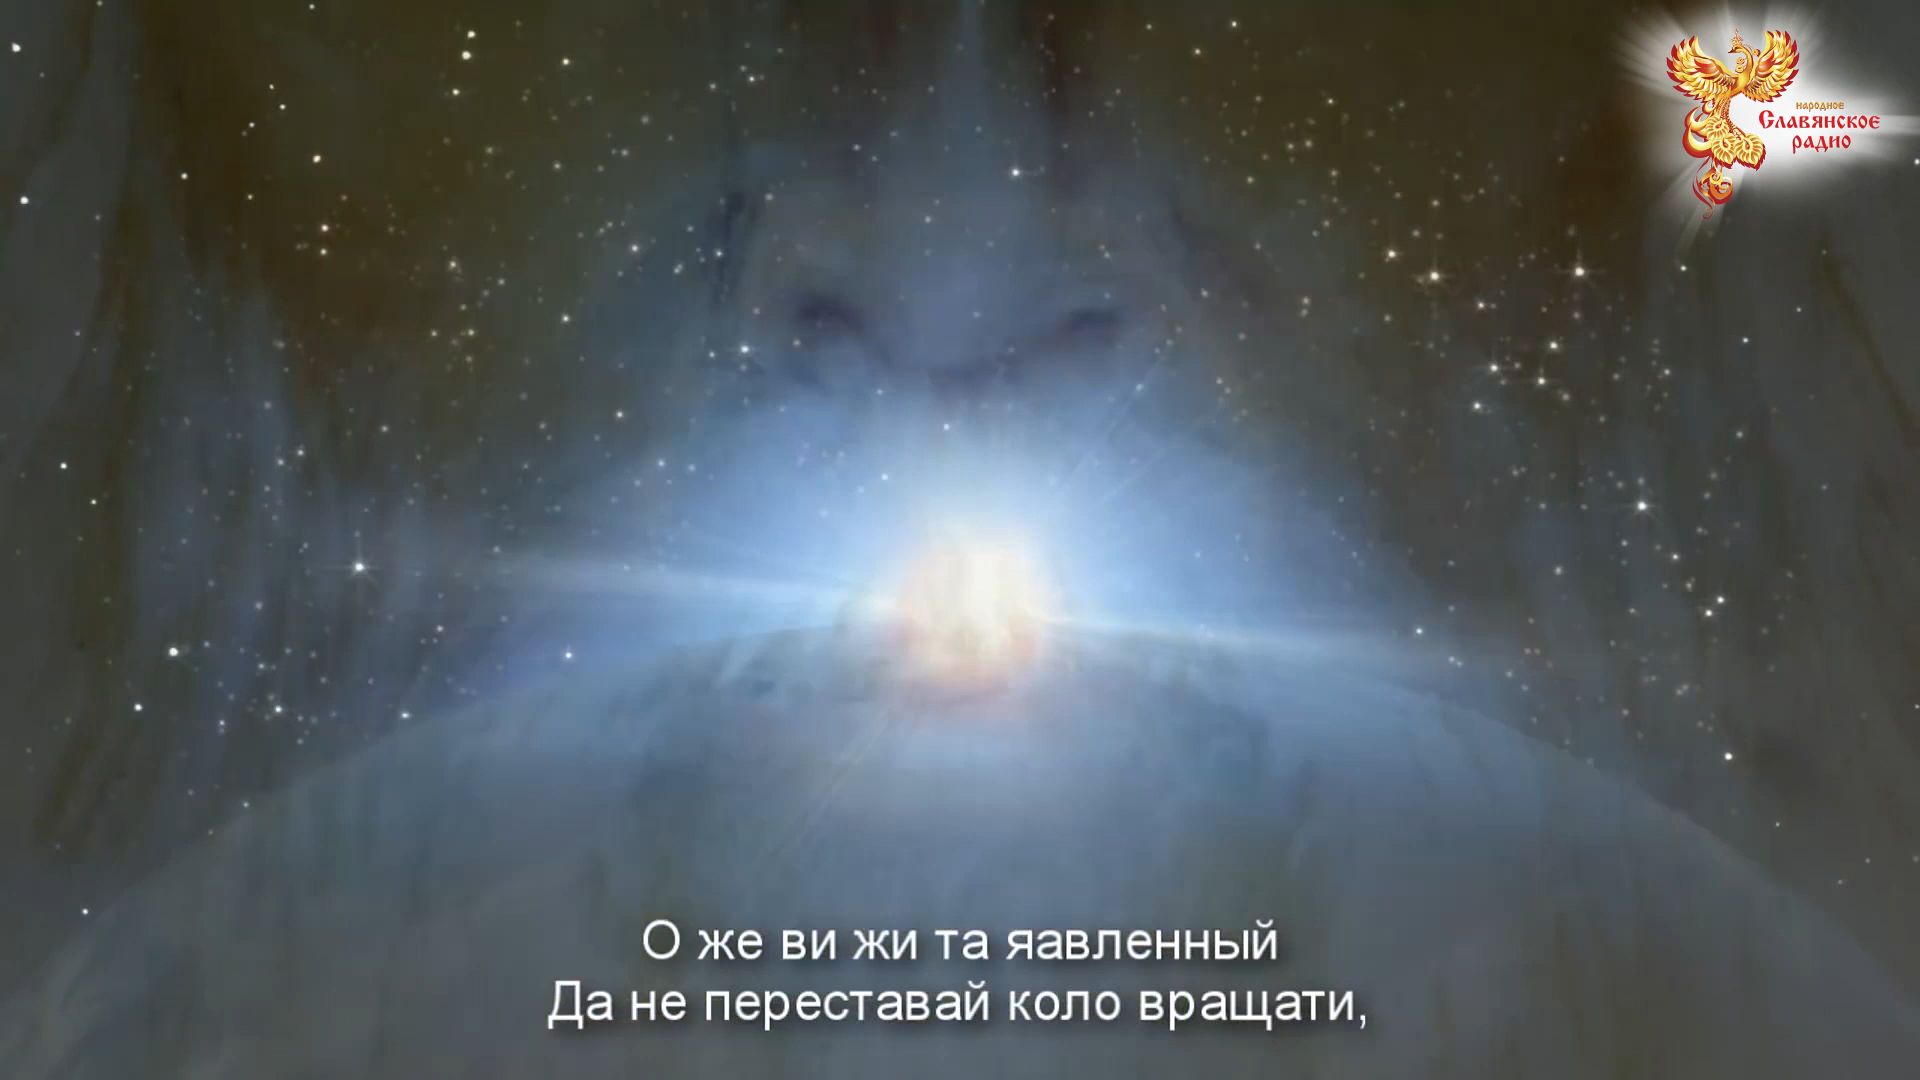 народное
Славянское
радио
О же ви жи та яавленный
Да не переставай коло вращати,